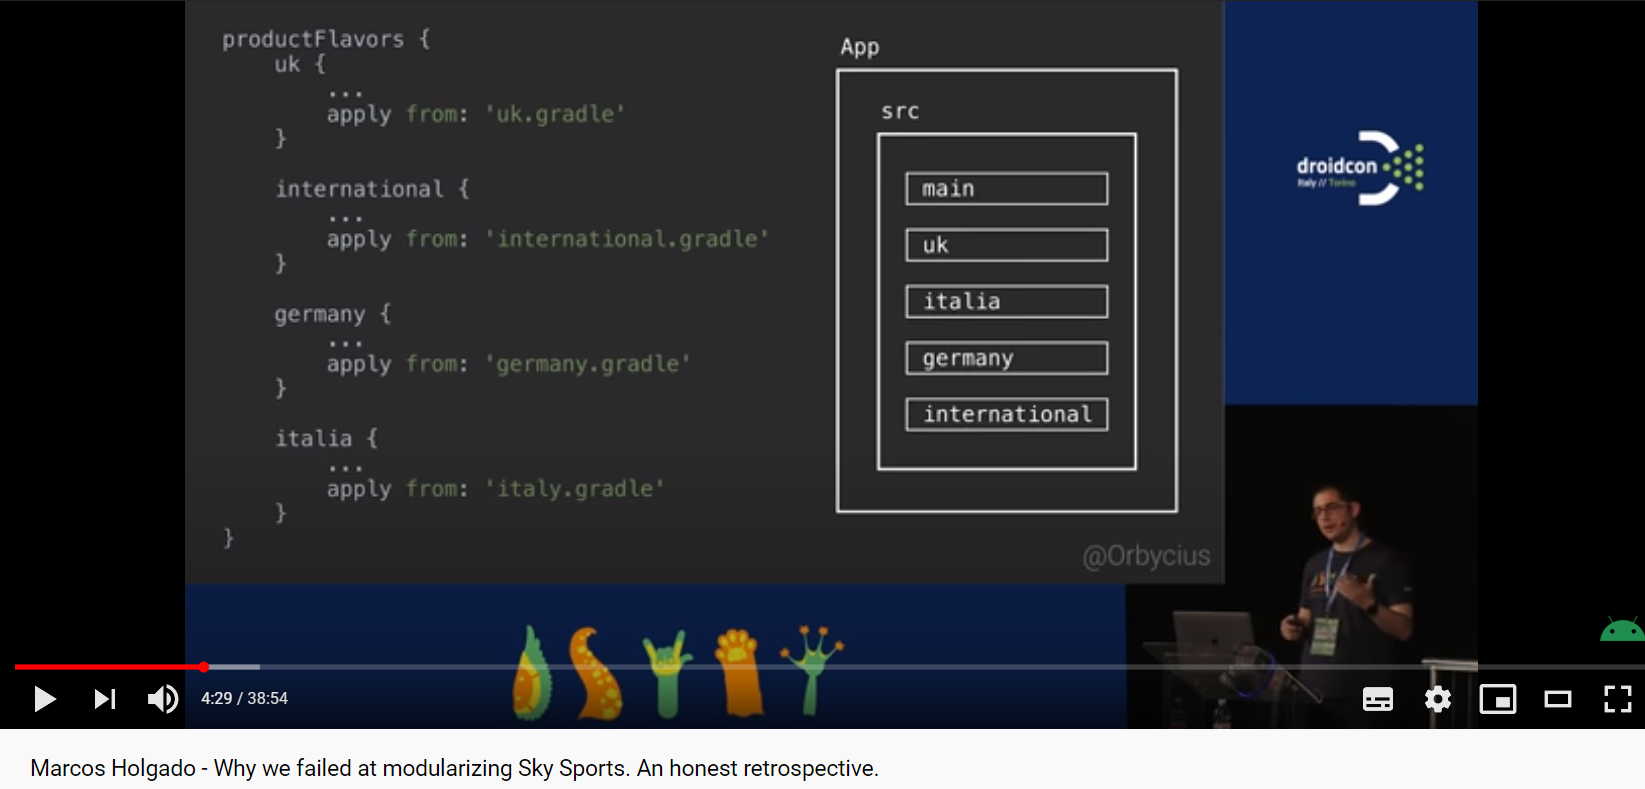 productFlavors {
uk {
...
apply from: 'uk.gradle'
}
international {
...
apply from: 'international.gradle'
}
germany {
...
apply from: 'germany.gradle'
}
italia {
...
apply from: 'italy.gradle'
}
}
App
src
main
uk
italia
germany
international
@Orbycius
droidcon
Italy // Torino
4:29 / 38:54
Marcos Holgado - Why we failed at modularizing Sky Sports. An honest retrospective.